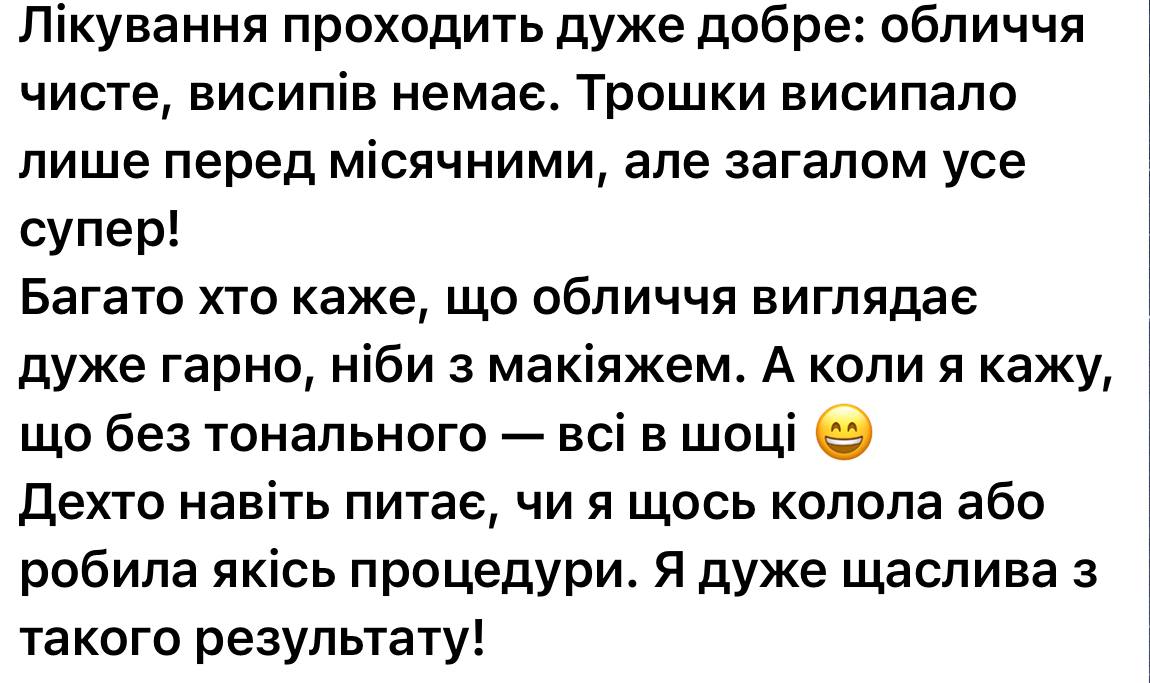 Лікування проходить дуже добре: обличчя
чисте, висипів немає. Трошки висипало
лише перед місячними, але загалом усе
супер!
Багато хто каже, що обличчя виглядає
дуже гарно, ніби з макіяжем. А коли я кажу,
що без тонального — всі в шоці 😄
Дехто навіть питає, чи я щось колола або
робила якісь процедури. Я дуже щаслива з
такого результату!